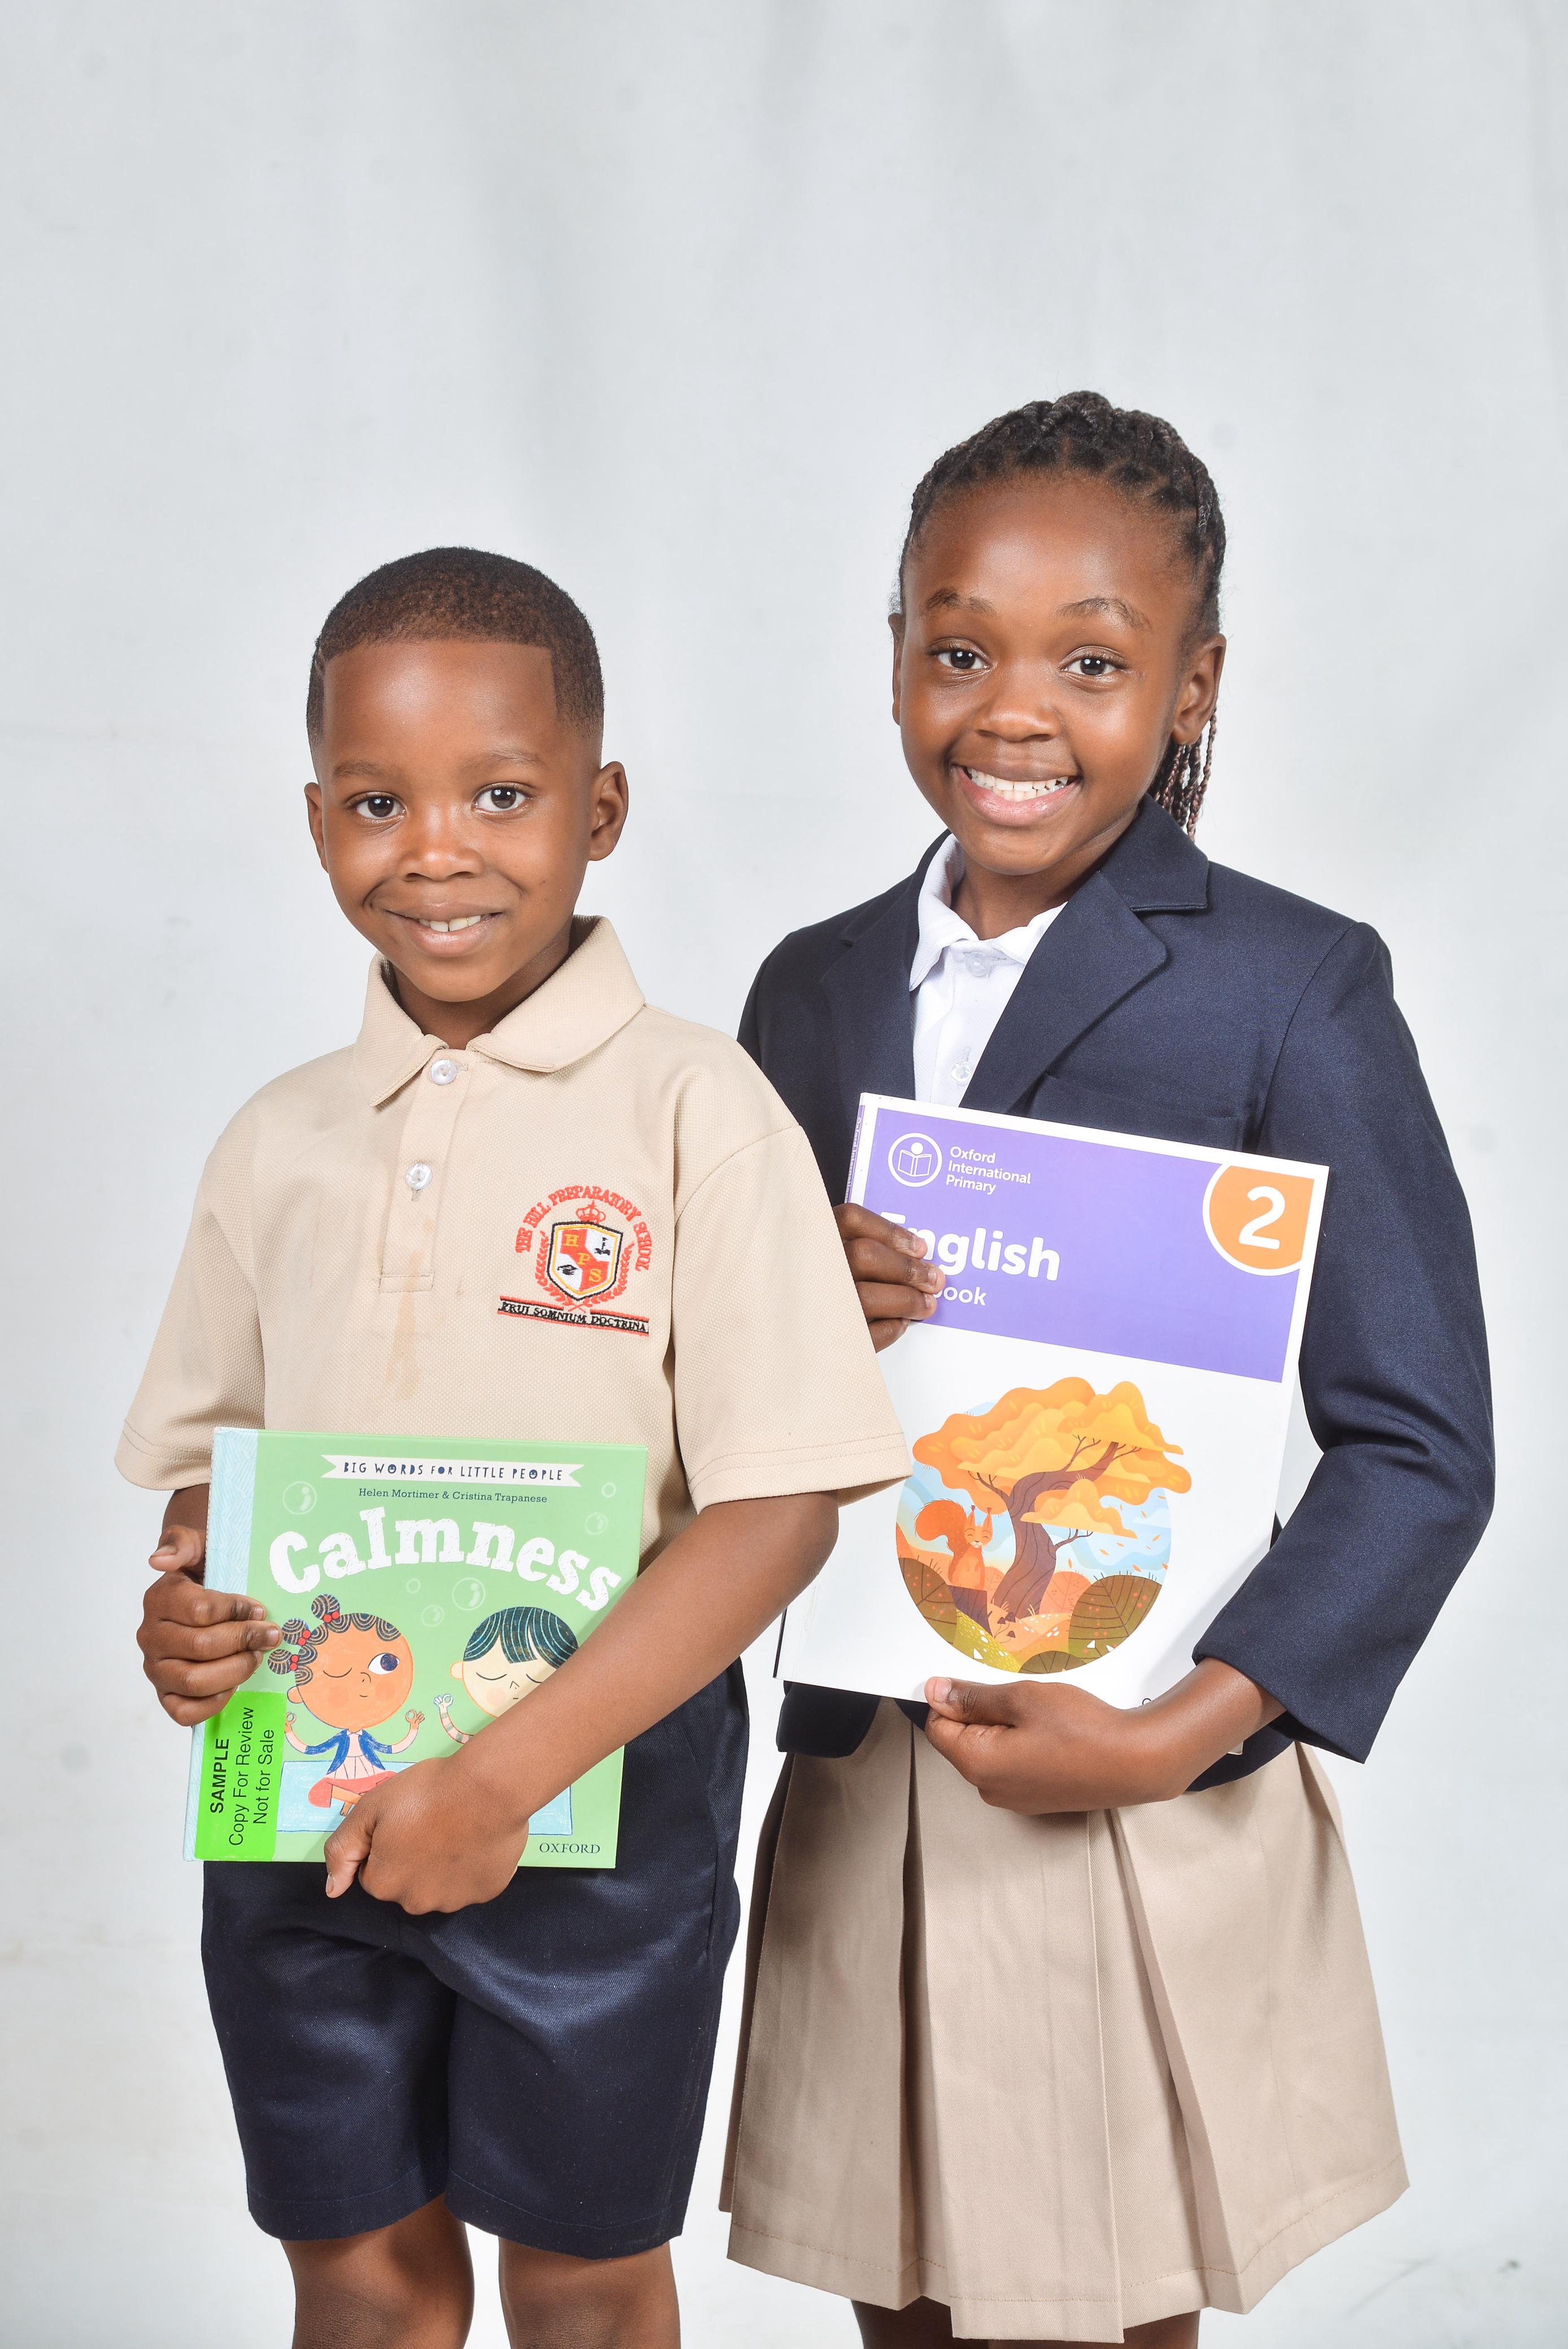 THE HILL PREPARATORY SCHOOL
H
P
S
FRUI SOMNIUM DOCTRINA
BIG WORDS FOR LITTLE PEOPLE
Helen Mortimer & Cristina Trapanese
Calmness
SAMPLE
Copy For Review
Not for Sale
OXFORD
Oxford
International
Primary
2
English
book